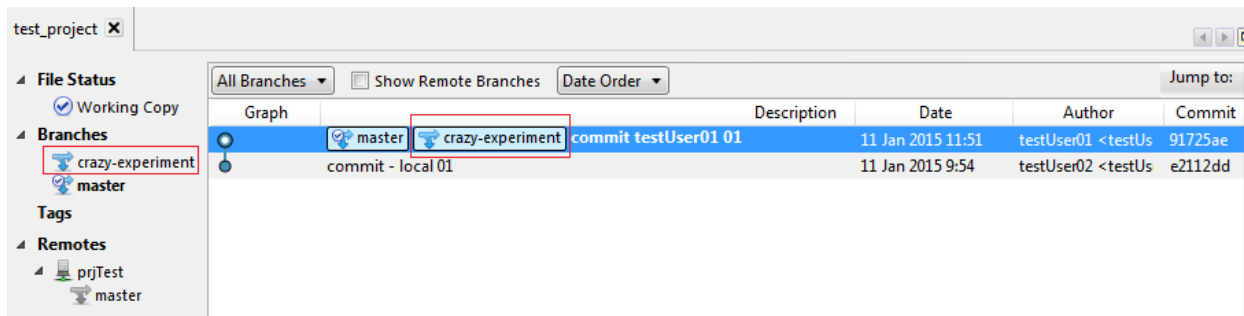 test_project
File Status
Working Copy
Branches
crazy-experiment
master
Tags
Remotes
prjTest
master
All Branches Show Remote Branches Date Order Jump to:
Graph Description Date Author Commit
master crazy-experiment commit testUser01 01 11 Jan 2015 11:51 testUser01 <testUs 91725ae
commit - local 01 11 Jan 2015 9:54 testUser02 <testUs e2112dd